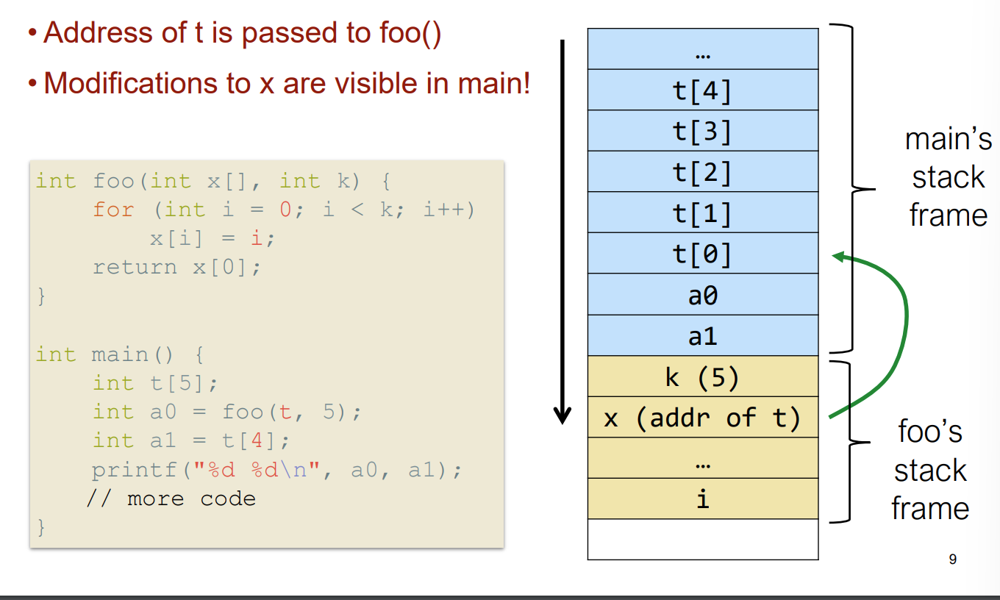 • Address of t is passed to foo()
• Modifications to x are visible in main!
int foo(int x[], int k) {
    for (int i = 0; i < k; i++)
        x[i] = i;
    return x[0];
}
int main() {
    int t[5];
    int a0 = foo(t, 5);
    int a1 = t[4];
    printf("%d %d\n", a0, a1);
    // more code
}
…
t[4]
t[3]
t[2]
t[1]
t[0]
a0
a1
k (5)
x (addr of t)
…
i
main’s
stack
frame
foo’s
stack
frame
9